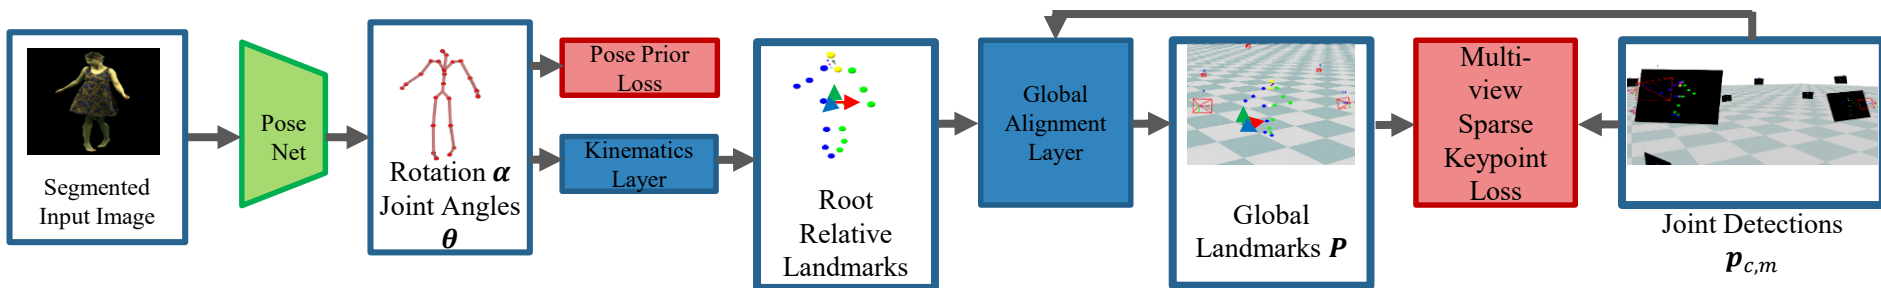 Segmented
Input Image
Pose
Net
Rotation α
Joint Angles
θ
Pose Prior
Loss
Kinematics
Layer
Root
Relative
Landmarks
Global
Alignment
Layer
Global
Landmarks P
Multi-
view
Sparse
Keypoint
Loss
Joint Detections
p_{c,m}